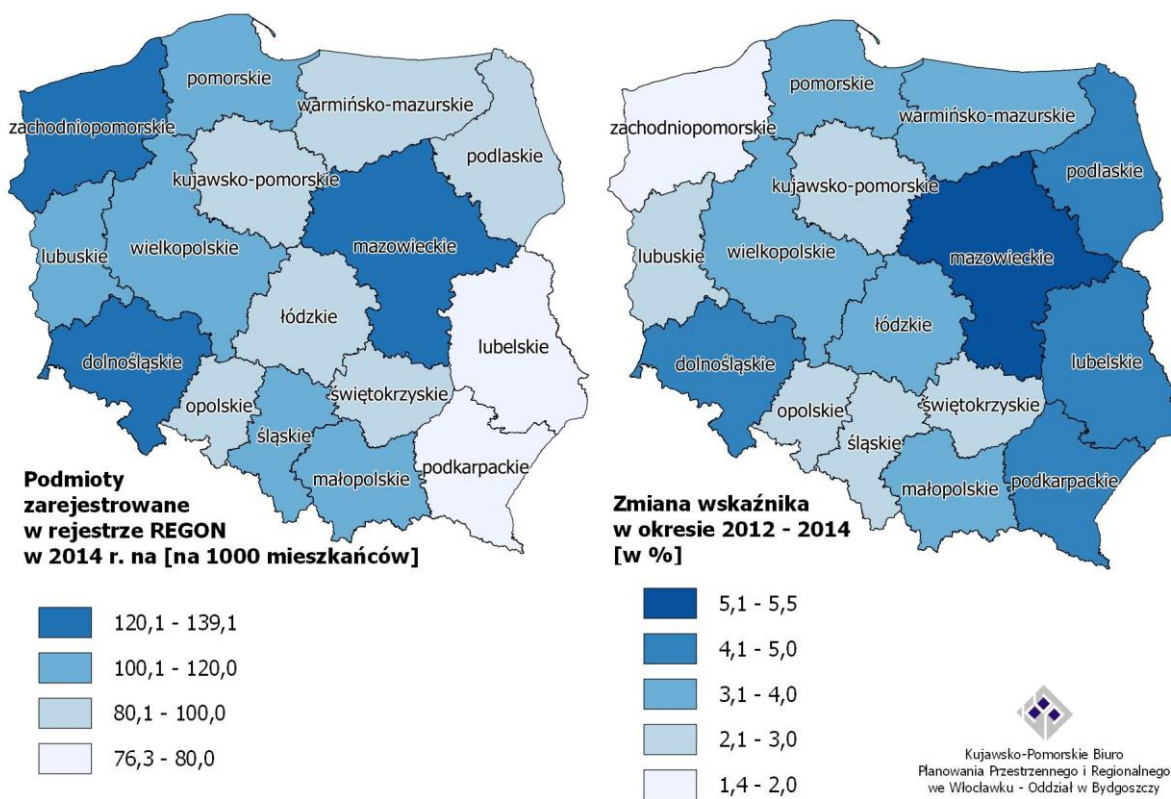 pomorskie
warmińsko-mazurskie
zachodniopomorskie
podlaskie
kujawsko-pomorskie
mazowieckie
lubuskie
wielkopolskie
łódzkie
lubelskie
dolnośląskie
opolskie
świętokrzyskie
śląskie
podkarpackie
małopolskie
Podmioty
zarejestrowane
w rejestrze REGON
w 2014 r. na [na 1000 mieszkańców]
120,1 - 139,1
100,1 - 120,0
80,1 - 100,0
76,3 - 80,0
pomorskie
warmińsko-mazurskie
zachodniopomorskie
podlaskie
kujawsko-pomorskie
lubuskie
wielkopolskie
mazowieckie
łódzkie
dolnośląskie
lubelskie
opolskie
świętokrzyskie
śląskie
podkarpackie
małopolskie
Zmiana wskaźnika
w okresie 2012 - 2014
[w %]
5,1 - 5,5
4,1 - 5,0
3,1 - 4,0
2,1 - 3,0
1,4 - 2,0
Kujawsko-Pomorskie Biuro
Planowania Przestrzennego i Regionalnego
we Włocławku - Oddział w Bydgoszczy